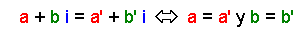 a + b i = a' + b' i ⇔ a = a' y b = b'